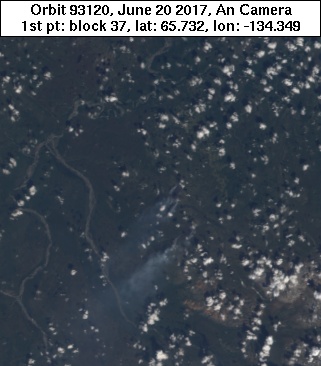 Orbit 93120, June 20 2017, An Camera
1st pt: block 37, lat: 65.732, lon: -134.349